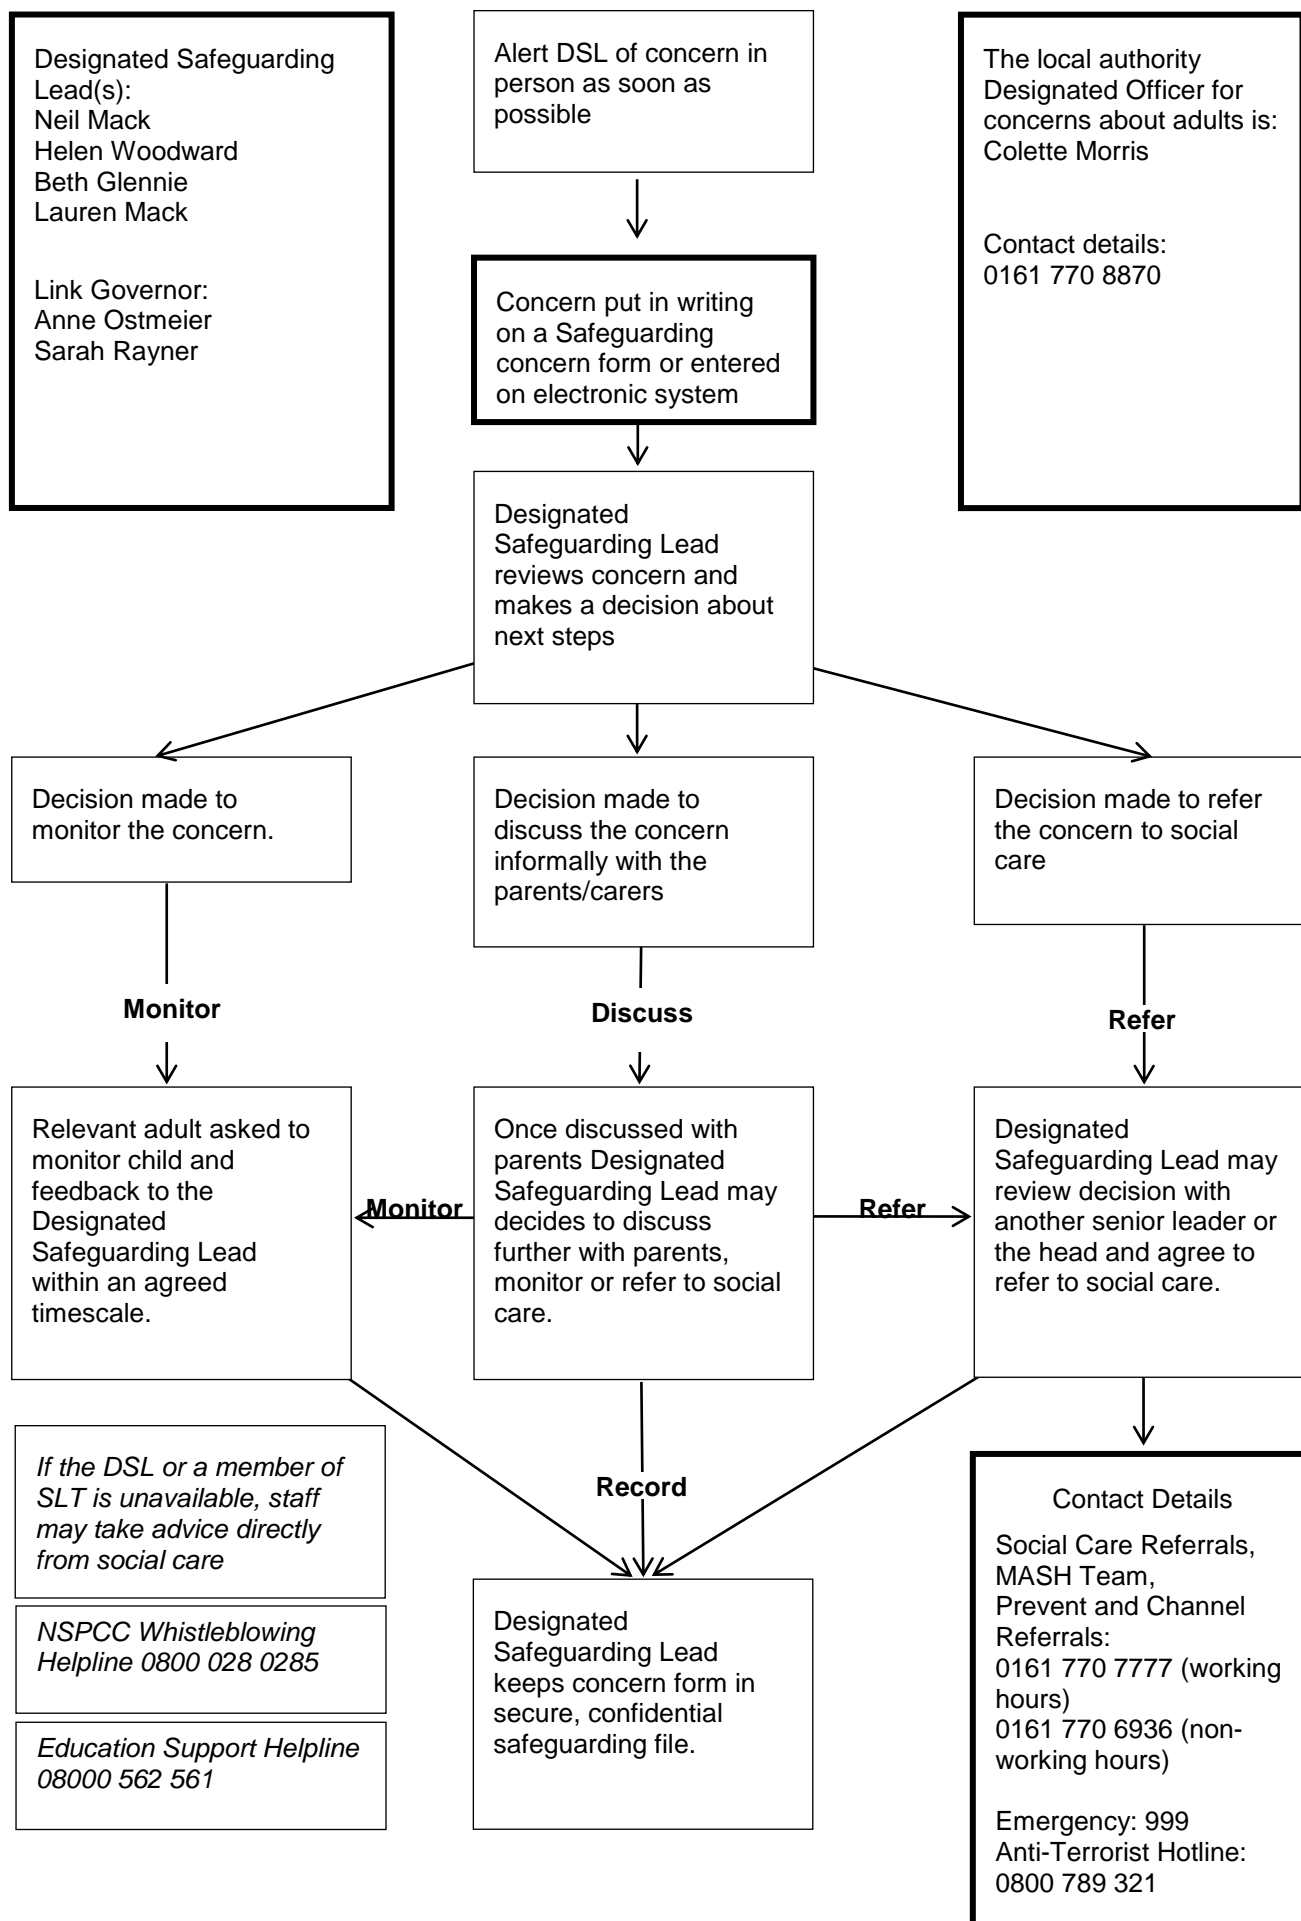 Designated Safeguarding
Lead(s):
Neil Mack
Helen Woodward
Beth Glennie
Lauren Mack
Link Governor:
Anne Ostmeier
Sarah Rayner
Alert DSL of concern in
person as soon as
possible
The local authority
Designated Officer for
concerns about adults is:
Colette Morris
Contact details:
0161 770 8870
Concern put in writing
on a Safeguarding
concern form or entered
on electronic system
Designated
Safeguarding Lead
reviews concern and
makes a decision about
next steps
Decision made to
monitor the concern.
Decision made to
discuss the concern
informally with the
parents/carers
Decision made to refer
the concern to social
care
Monitor
Discuss
Refer
Relevant adult asked to
monitor child and
feedback to the
Designated
Safeguarding Lead
within an agreed
timescale.
Monitor
Once discussed with
parents Designated
Safeguarding Lead may
decides to discuss
further with parents,
monitor or refer to social
care.
Refer
Designated
Safeguarding Lead may
review decision with
another senior leader or
the head and agree to
refer to social care.
If the DSL or a member of
SLT is unavailable, staff
may take advice directly
from social care
NSPCC Whistleblowing
Helpline 0800 028 0285
Education Support Helpline
08000 562 561
Record
Designated
Safeguarding Lead
keeps concern form in
secure, confidential
safeguarding file.
Contact Details
Social Care Referrals,
MASH Team,
Prevent and Channel
Referrals:
0161 770 7777 (working
hours)
0161 770 6936 (non-
working hours)
Emergency: 999
Anti-Terrorist Hotline:
0800 789 321